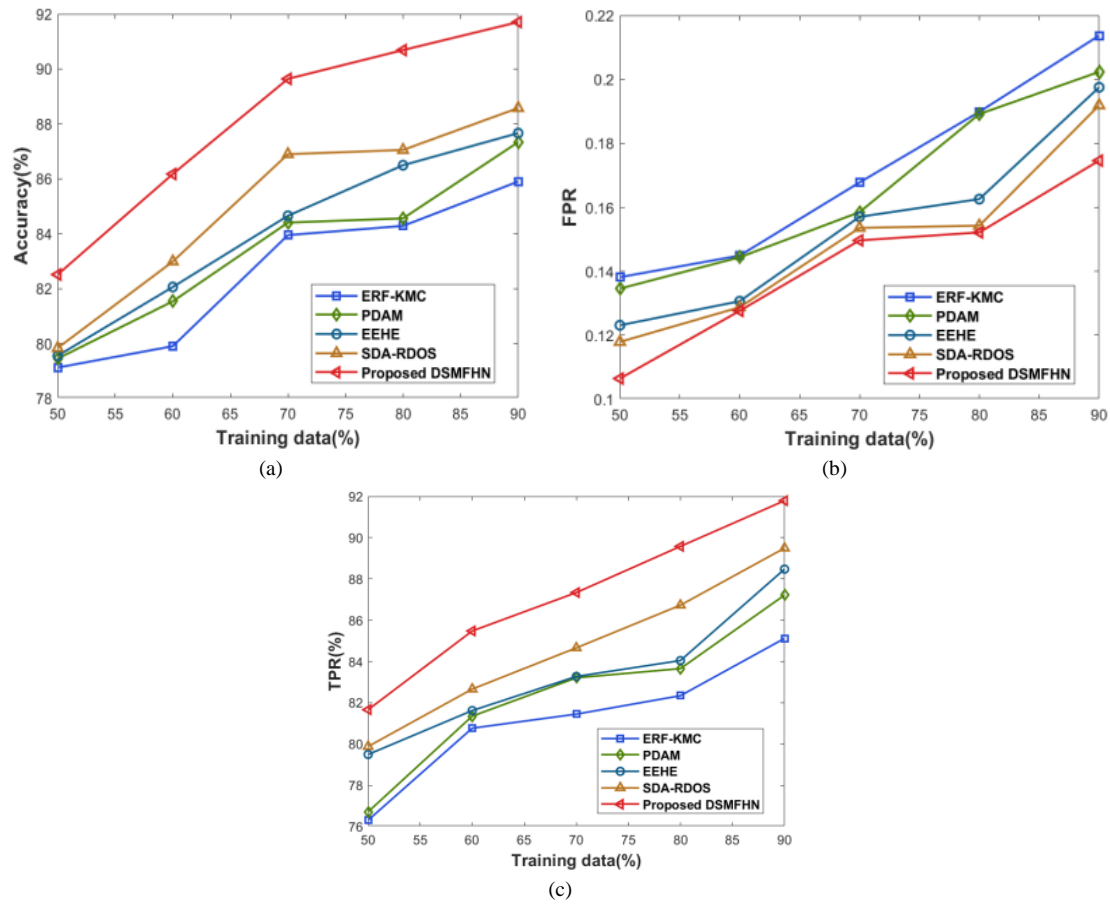 92
90
88
86
84
82
80
78
Accuracy(%)
50 55 60 65 70 75 80 85 90
Training data(%)
ERF-KMC
PDAM
EEHE
SDA-RDOS
Proposed DSMFHN
(a)
0.22
0.2
0.18
0.16
0.14
0.12
0.1
FPR
50 55 60 65 70 75 80 85 90
Training data(%)
ERF-KMC
PDAM
EEHE
SDA-RDOS
Proposed DSMFHN
(b)
92
90
88
86
84
82
80
78
76
TPR(%)
50 55 60 65 70 75 80 85 90
Training data(%)
ERF-KMC
PDAM
EEHE
SDA-RDOS
Proposed DSMFHN
(c)